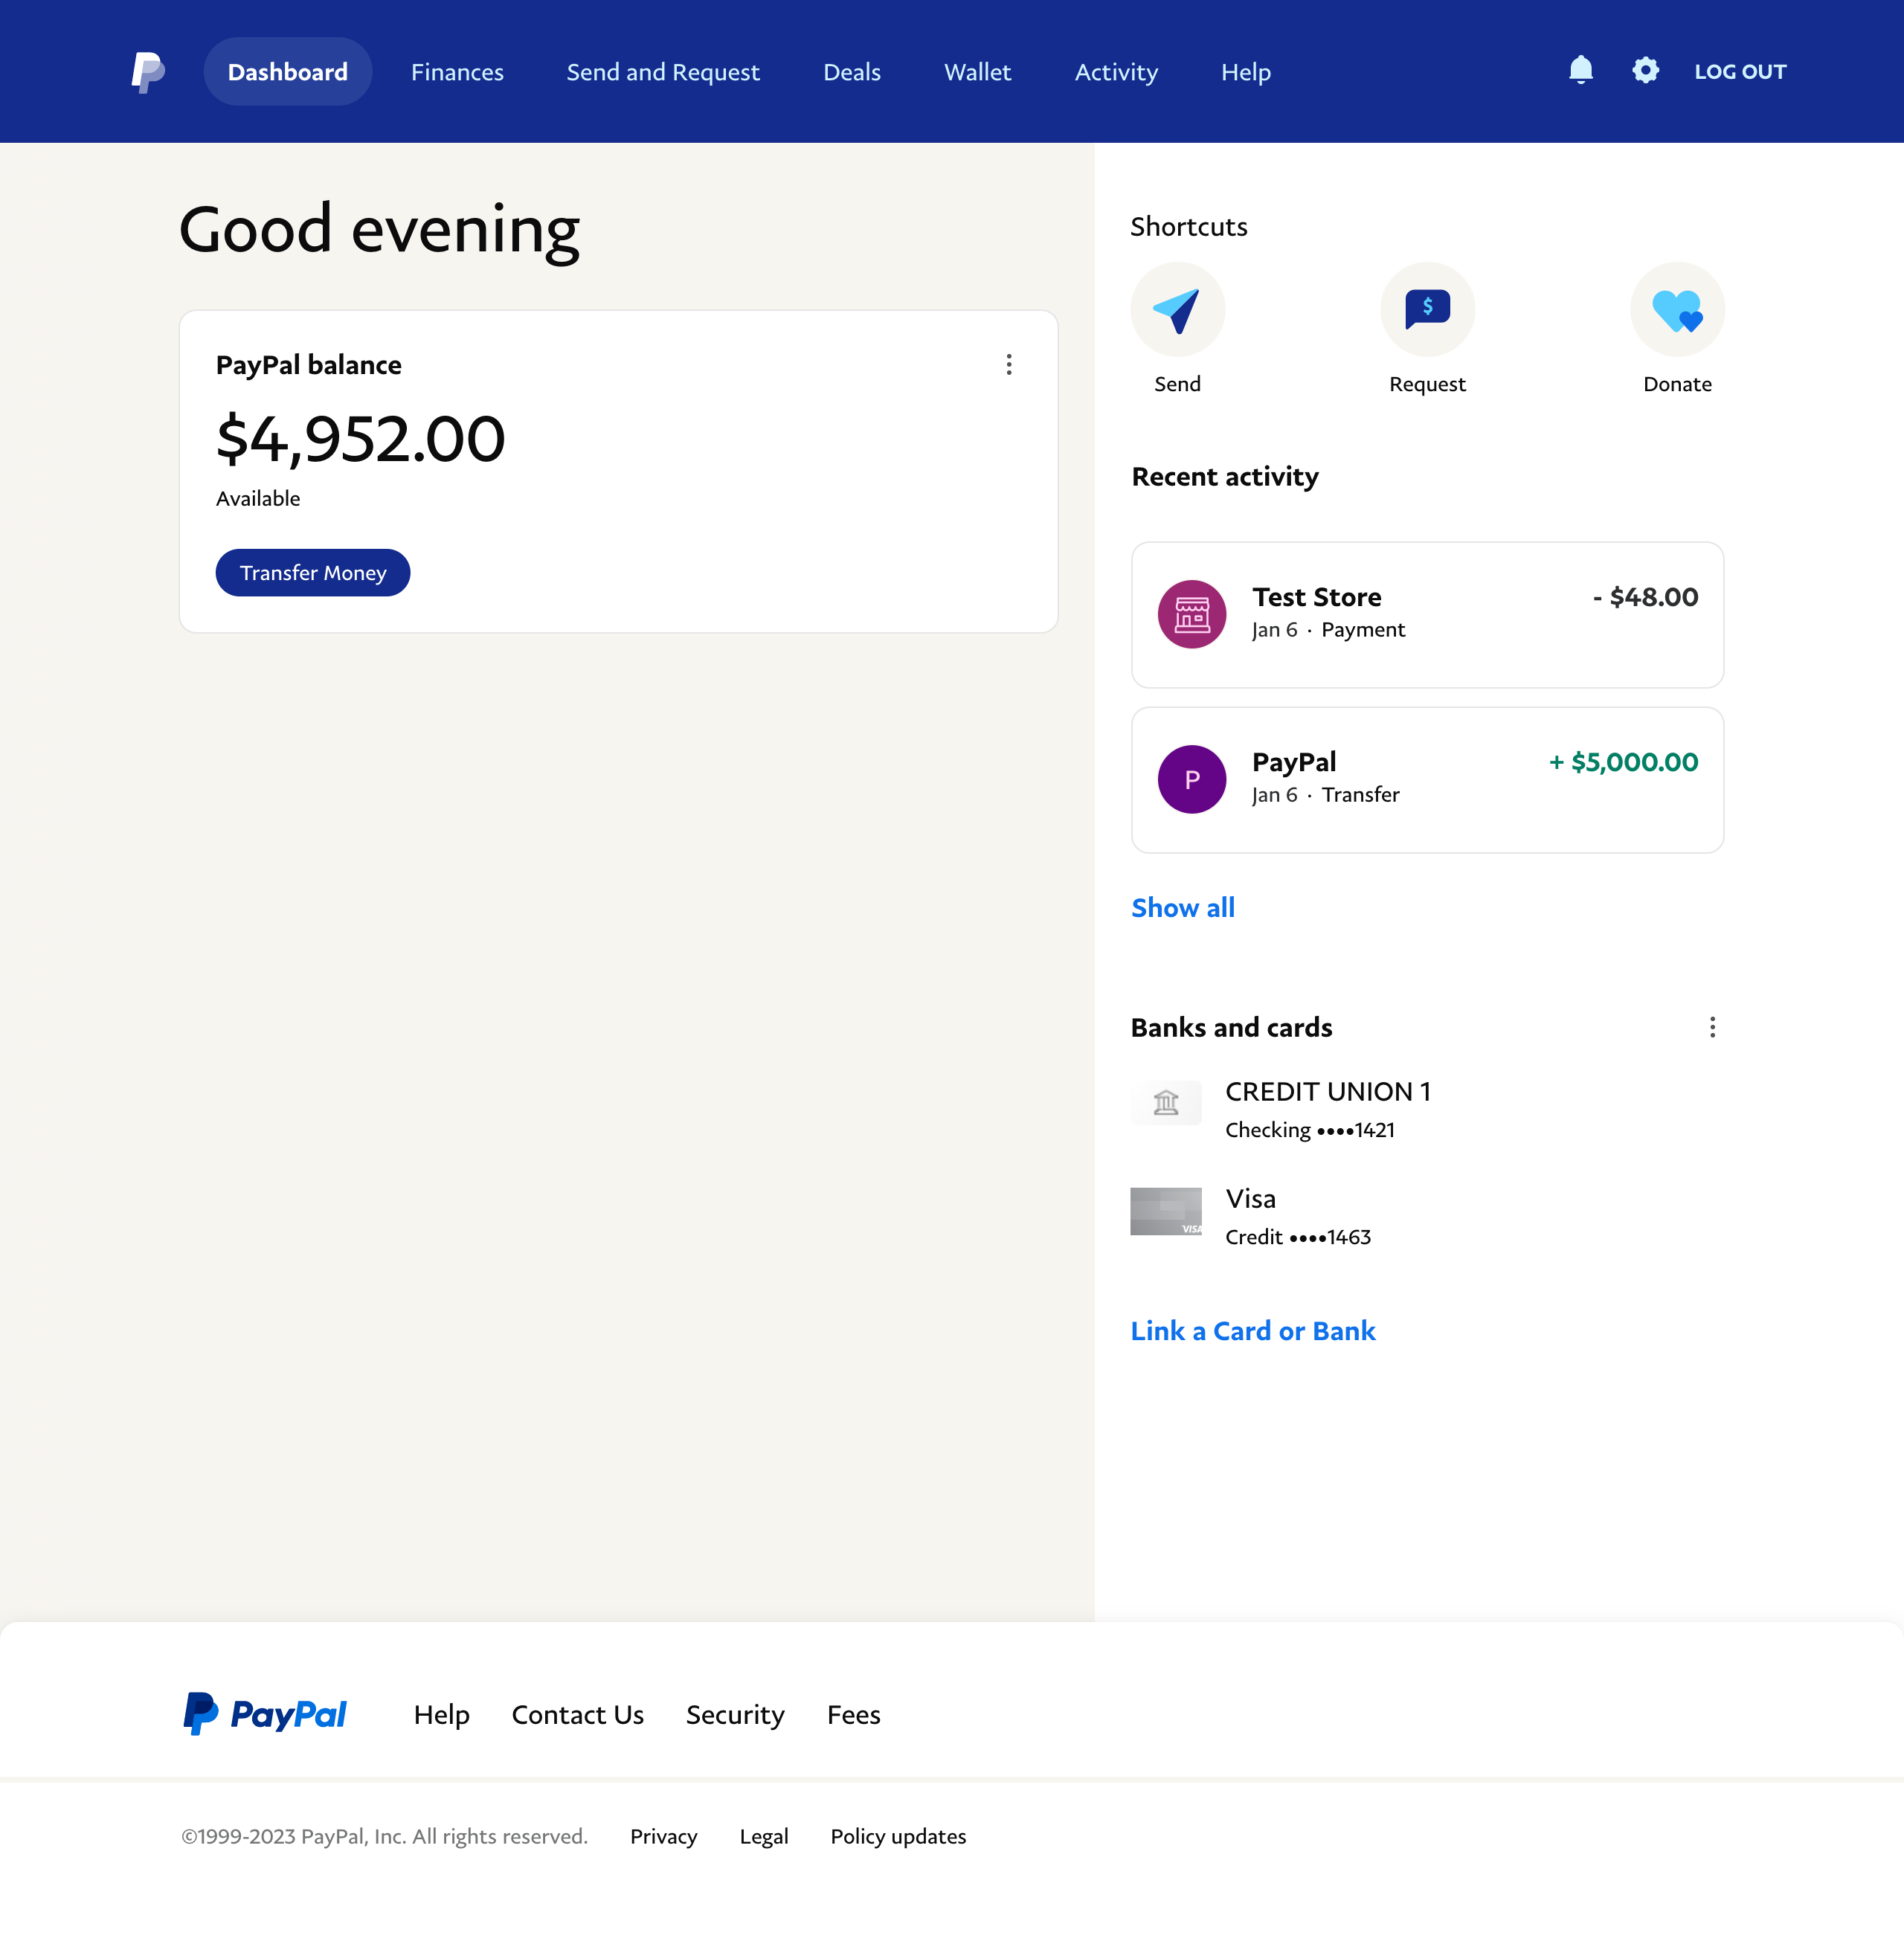 Dashboard Finances Send and Request Deals Wallet Activity Help LOG OUT
Good evening
PayPal balance
$4,952.00
Available
Transfer Money
Shortcuts
$
Send Request Donate
Recent activity
Test Store - $48.00
Jan 6 · Payment
P
PayPal + $5,000.00
Jan 6 · Transfer
Show all
Banks and cards
CREDIT UNION 1
Checking ••••1421
VISA
Visa
Credit ••••1463
Link a Card or Bank
PayPal Help Contact Us Security Fees
©1999-2023 PayPal, Inc. All rights reserved. Privacy Legal Policy updates